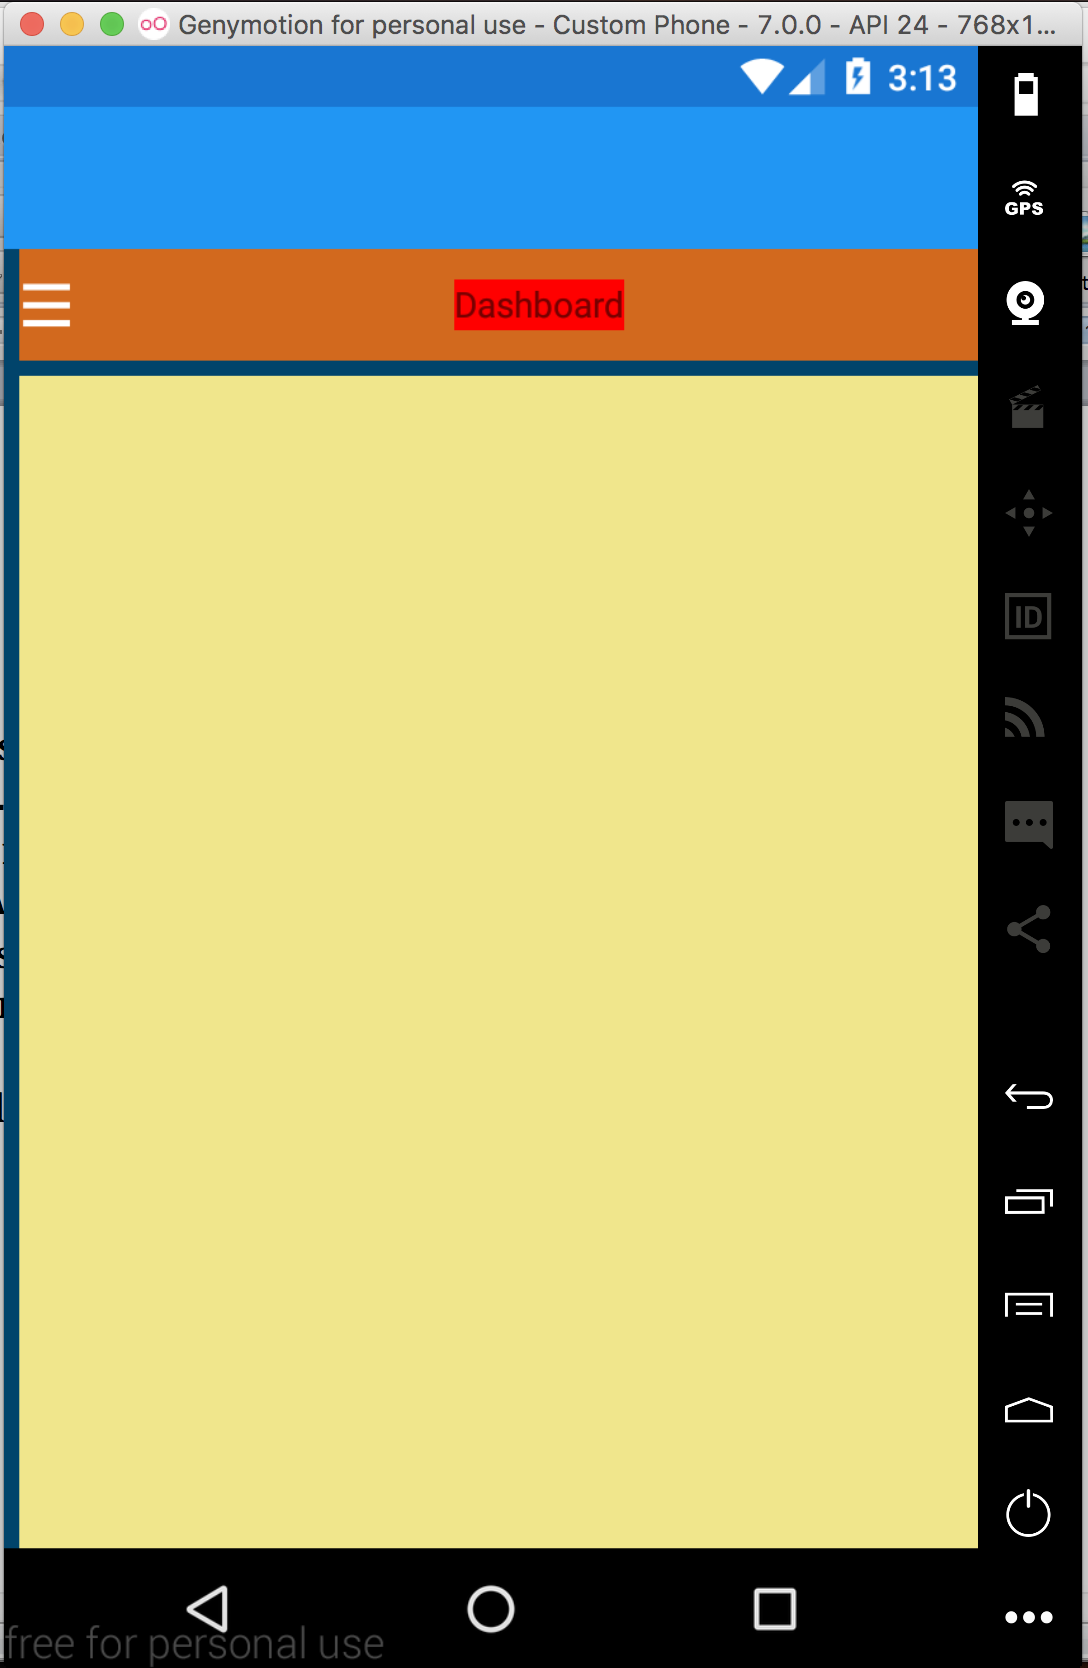 Genymotion for personal use - Custom Phone - 7.0.0 - API 24 - 768x1...
3:13
GPS
Dashboard
ID
free for personal use